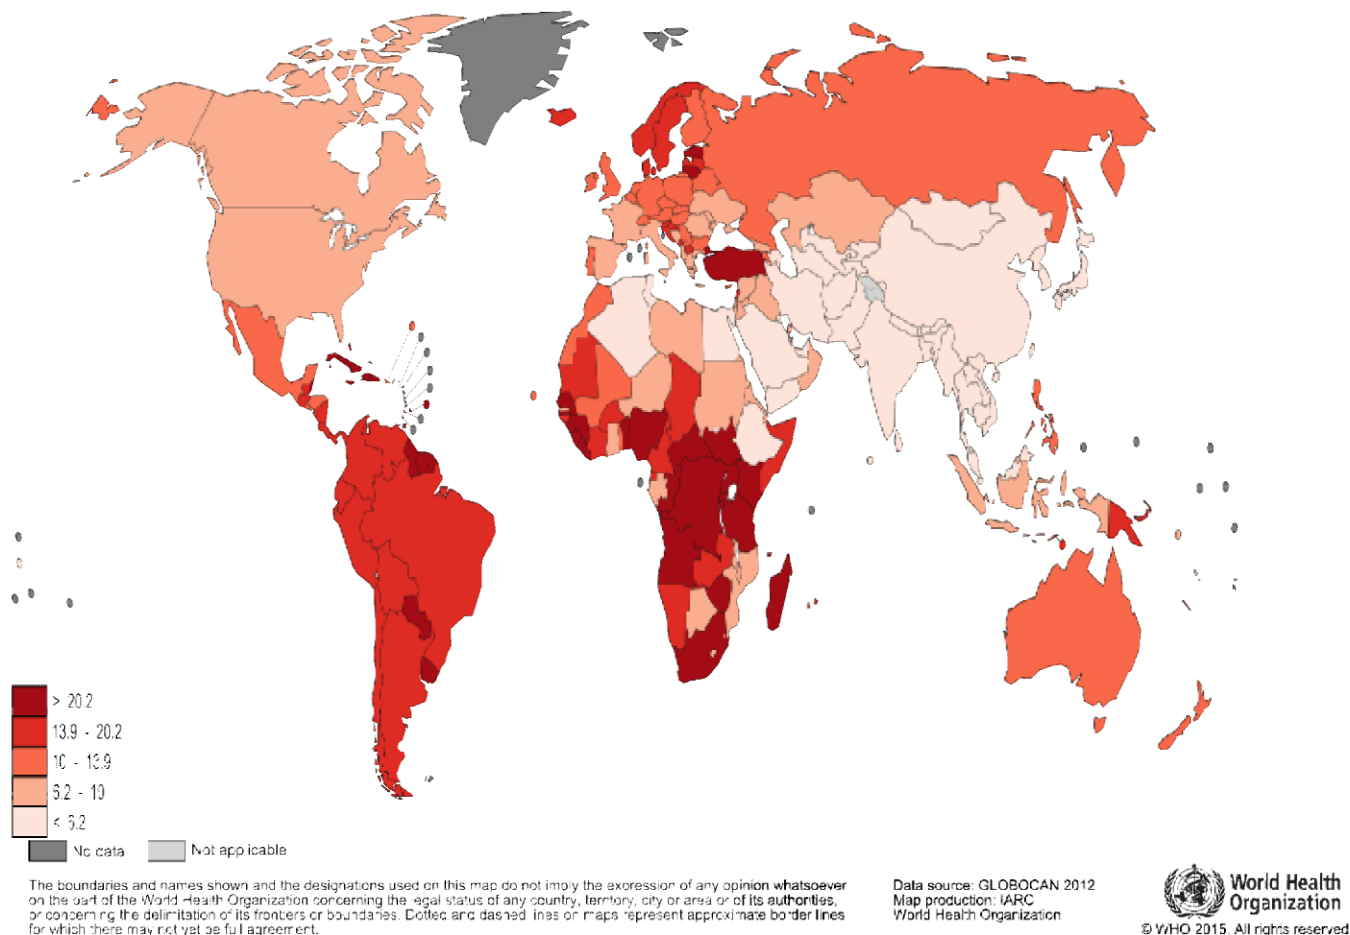 > 20.2
13.9 - 20.2
10 - 13.9
6.2 - 10
< 6.2
No data
Not applicable
The boundaries and names shown and the designations used on this map do not imply the expression of any opinion whatsoever
on the part of the World Health Organization concerning the legal status of any country, territory, city or area or of its authorities,
or concerning the delimitation of its frontiers or boundaries. Dotted and dashed lines on maps represent approximate border lines
for which there may not yet be full agreement.
Data source: GLOBOCAN 2012
Map production: IARC
World Health Organization
World Health
Organization
© WHO 2015. All rights reserved